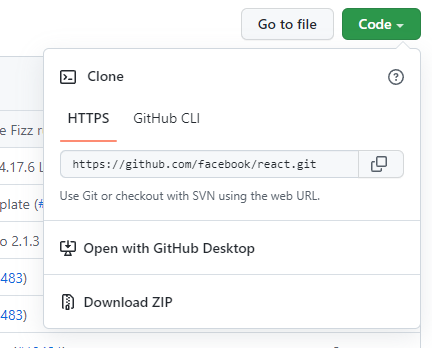 Go to file
Code
Clone
HTTPS
GitHub CLI
e Fizz
4.17.6
https://github.com/facebook/react.git
plate (#
Use Git or checkout with SVN using the web URL.
o 2.1.3
Open with GitHub Desktop
483)
Download ZIP
483)